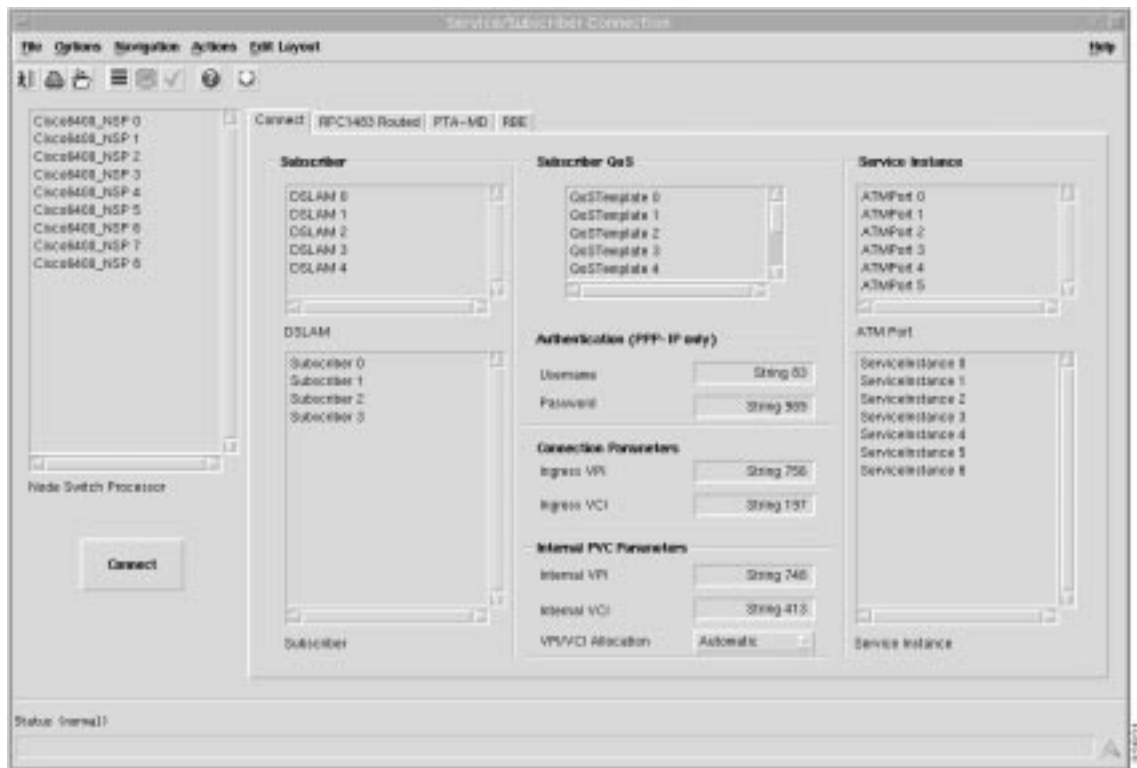 Service/Subscriber Connection
File Options Navigation Actions Edit Layout Help
Cisco6400_NSP 0
Cisco6400_NSP 1
Cisco6400_NSP 2
Cisco6400_NSP 3
Cisco6400_NSP 4
Cisco6400_NSP 5
Cisco6400_NSP 6
Cisco6400_NSP 7
Cisco6400_NSP 8
Node Switch Processor
Connect
Connect RFC1483 Routed PTA-MD RBE
Subscriber
DSLAM 0
DSLAM 1
DSLAM 2
DSLAM 3
DSLAM 4
DSLAM
Subscriber 0
Subscriber 1
Subscriber 2
Subscriber 3
Subscriber
Subscriber QoS
QoSTemplate 0
QoSTemplate 1
QoSTemplate 2
QoSTemplate 3
QoSTemplate 4
Authentication (PPP-IP only)
Username String 83
Password String 989
Connection Parameters
Ingress VPI String 756
Ingress VCI String 197
Internal PVC Parameters
Internal VPI String 746
Internal VCI String 413
VPI/VCI Allocation Automatic
Service Instance
ATMPort 0
ATMPort 1
ATMPort 2
ATMPort 3
ATMPort 4
ATMPort 5
ATM Port
ServiceInstance 0
ServiceInstance 1
ServiceInstance 2
ServiceInstance 3
ServiceInstance 4
ServiceInstance 5
ServiceInstance 6
Service Instance
Status: (normal)